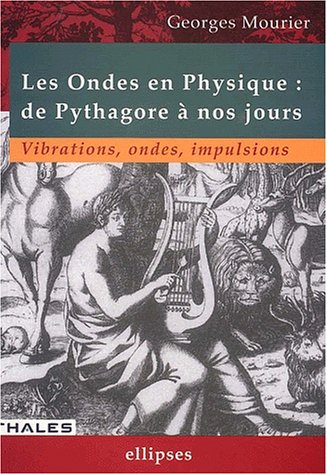 Georges Mourier
Les Ondes en Physique :
de Pythagore à nos jours
Vibrations, ondes, impulsions
THALES
ellipses